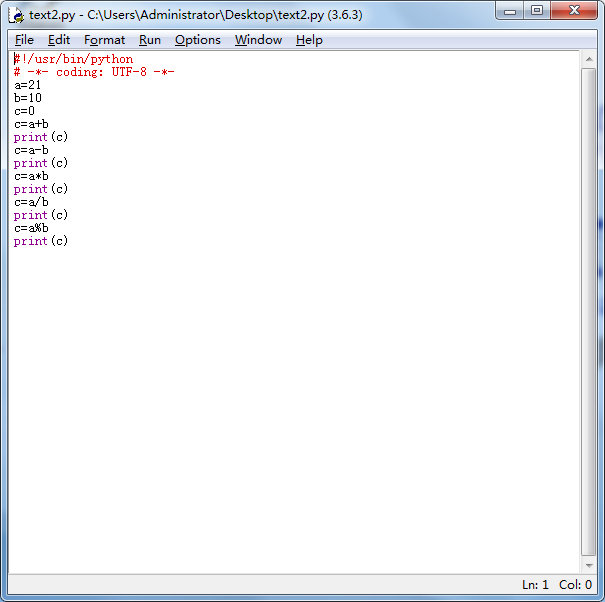 text2.py - C:\Users\Administrator\Desktop\text2.py (3.6.3)
File Edit Format Run Options Window Help
#!/usr/bin/python
# -*- coding: UTF-8 -*-
a=21
b=10
c=0
c=a+b
print(c)
c=a-b
print(c)
c=a*b
print(c)
c=a/b
print(c)
c=a%b
print(c)
Ln: 1 Col: 0